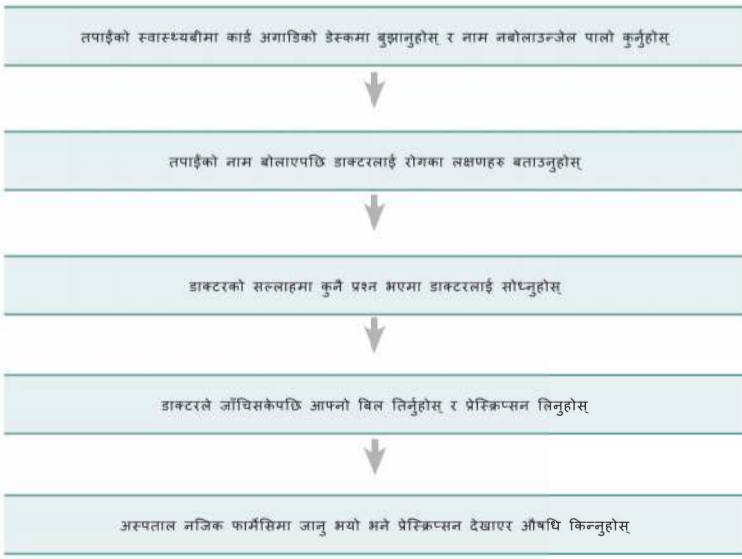 तपाईंको स्वास्थ्यबीमा कार्ड अगाडिको डेस्कमा बुझानुहोस् र नाम नबोलाउन्जेल पालो कुर्नुहोस्
तपाईंको नाम बोलाएपछि डाक्टरलाई रोगका लक्षणहरु बताउनुहोस्
डाक्टरको सल्लाहमा कुनै प्रश्न भएमा डाक्टरलाई सोध्नुहोस्
डाक्टरले जाँचिसकेपछि आफ्नो बिल तिर्नुहोस् र प्रेस्क्रिप्सन लिनुहोस्
अस्पताल नजिक फार्मेसिमा जानु भयो भने प्रेस्क्रिप्सन देखाएर औषधि किन्नुहोस्